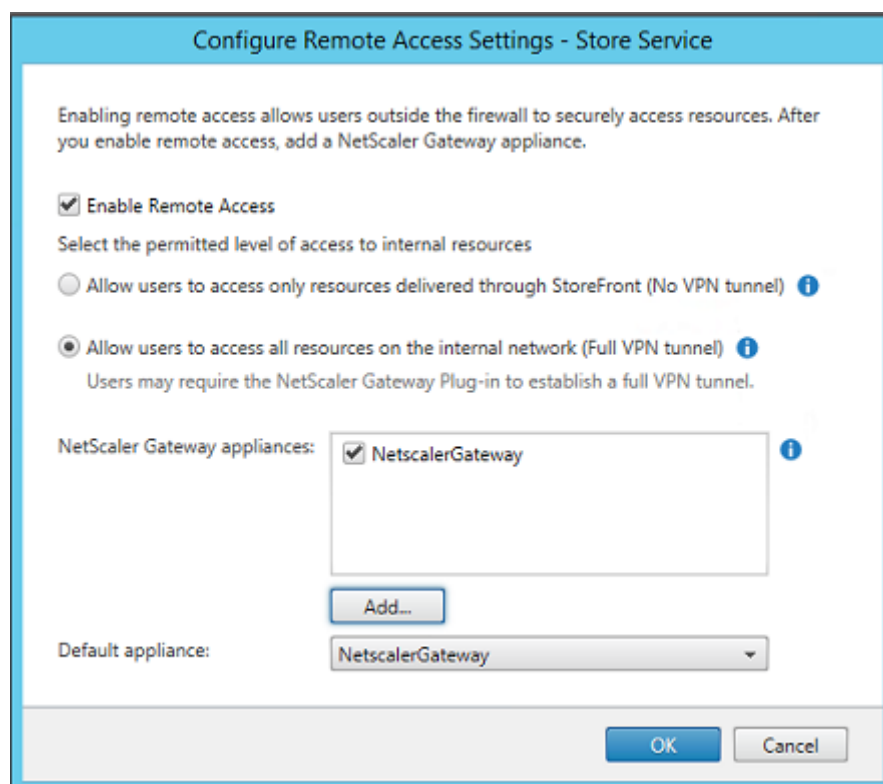 Configure Remote Access Settings - Store Service
Enabling remote access allows users outside the firewall to securely access resources. After
you enable remote access, add a NetScaler Gateway appliance.
Enable Remote Access
Select the permitted level of access to internal resources
Allow users to access only resources delivered through StoreFront (No VPN tunnel)
Allow users to access all resources on the internal network (Full VPN tunnel)
Users may require the NetScaler Gateway Plug-in to establish a full VPN tunnel.
NetScaler Gateway appliances:
NetscalerGateway
Add...
Default appliance:
NetscalerGateway
OK
Cancel